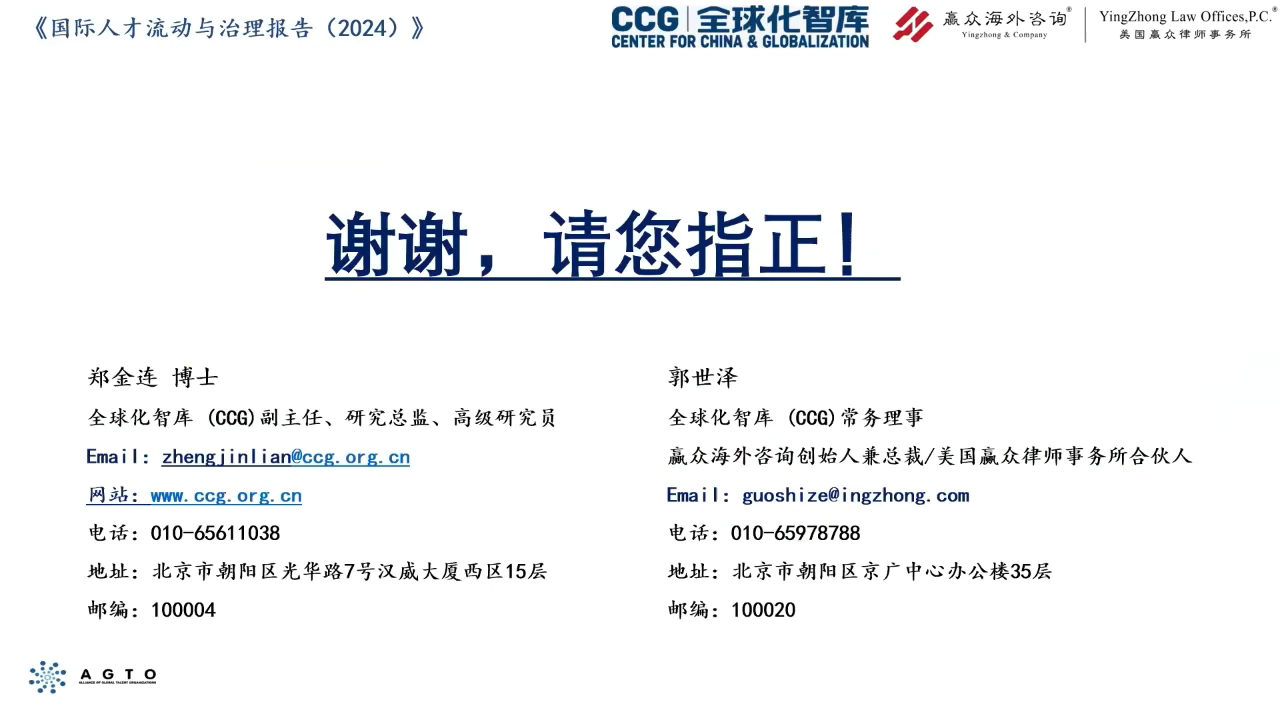 《国际人才流动与治理报告（2024）》
CCG 全球化智库
CENTER FOR CHINA & GLOBALIZATION
赢众海外咨询®
Yingzhong & Company
YingZhong Law Offices,P.C.®
美国赢众律师事务所
谢谢，请您指正！
郑金连 博士
全球化智库 (CCG)副主任、研究总监、高级研究员
Email：zhengjinlian@ccg.org.cn
网站：www.ccg.org.cn
电话：010-65611038
地址：北京市朝阳区光华路7号汉威大厦西区15层
邮编：100004
郭世泽
全球化智库 (CCG)常务理事
赢众海外咨询创始人兼总裁/美国赢众律师事务所合伙人
Email：guoshize@ingzhong.com
电话：010-65978788
地址：北京市朝阳区京广中心办公楼35层
邮编：100020
AGTO
ALLIANCE OF GLOBAL TALENT ORGANIZATIONS